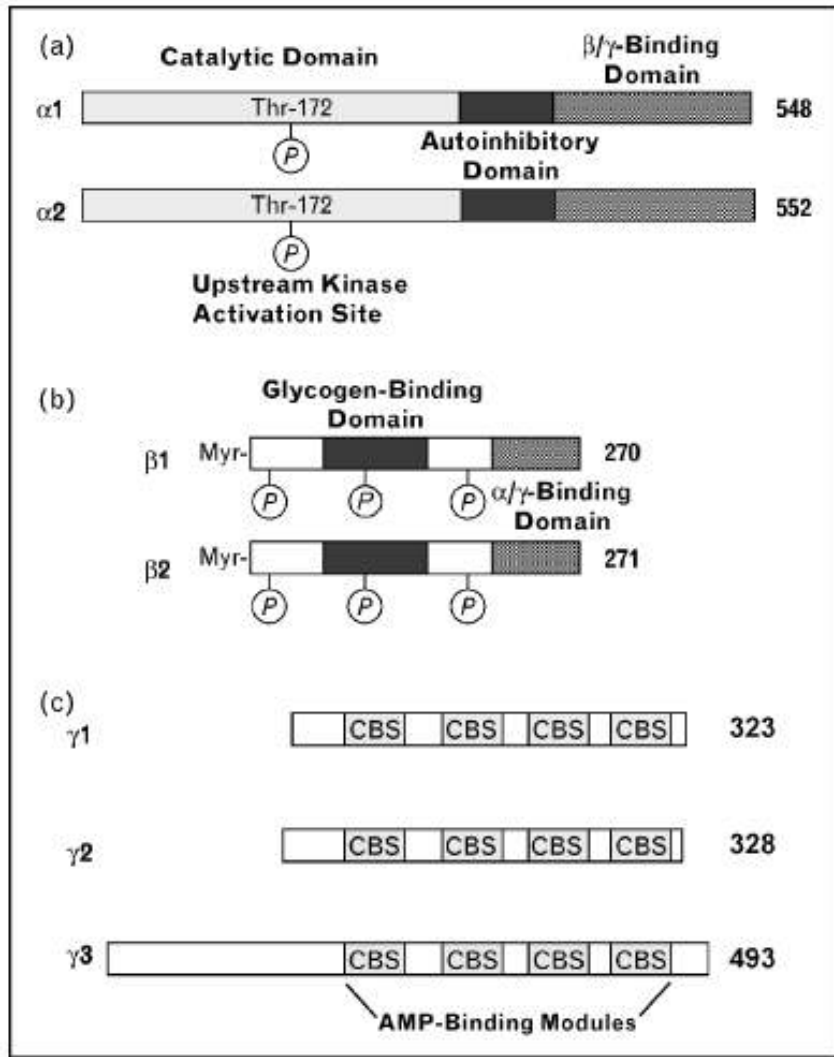 (a)
Catalytic Domain
β/γ-Binding
Domain
α1
Thr-172
548
P
Autoinhibitory
Domain
α2
Thr-172
552
P
Upstream Kinase
Activation Site
(b)
Glycogen-Binding
Domain
β1
Myr-
270
P P P
α/γ-Binding
Domain
β2
Myr-
271
P P P
(c)
γ1
CBS CBS CBS CBS
323
γ2
CBS CBS CBS CBS
328
γ3
CBS CBS CBS CBS
493
AMP-Binding Modules